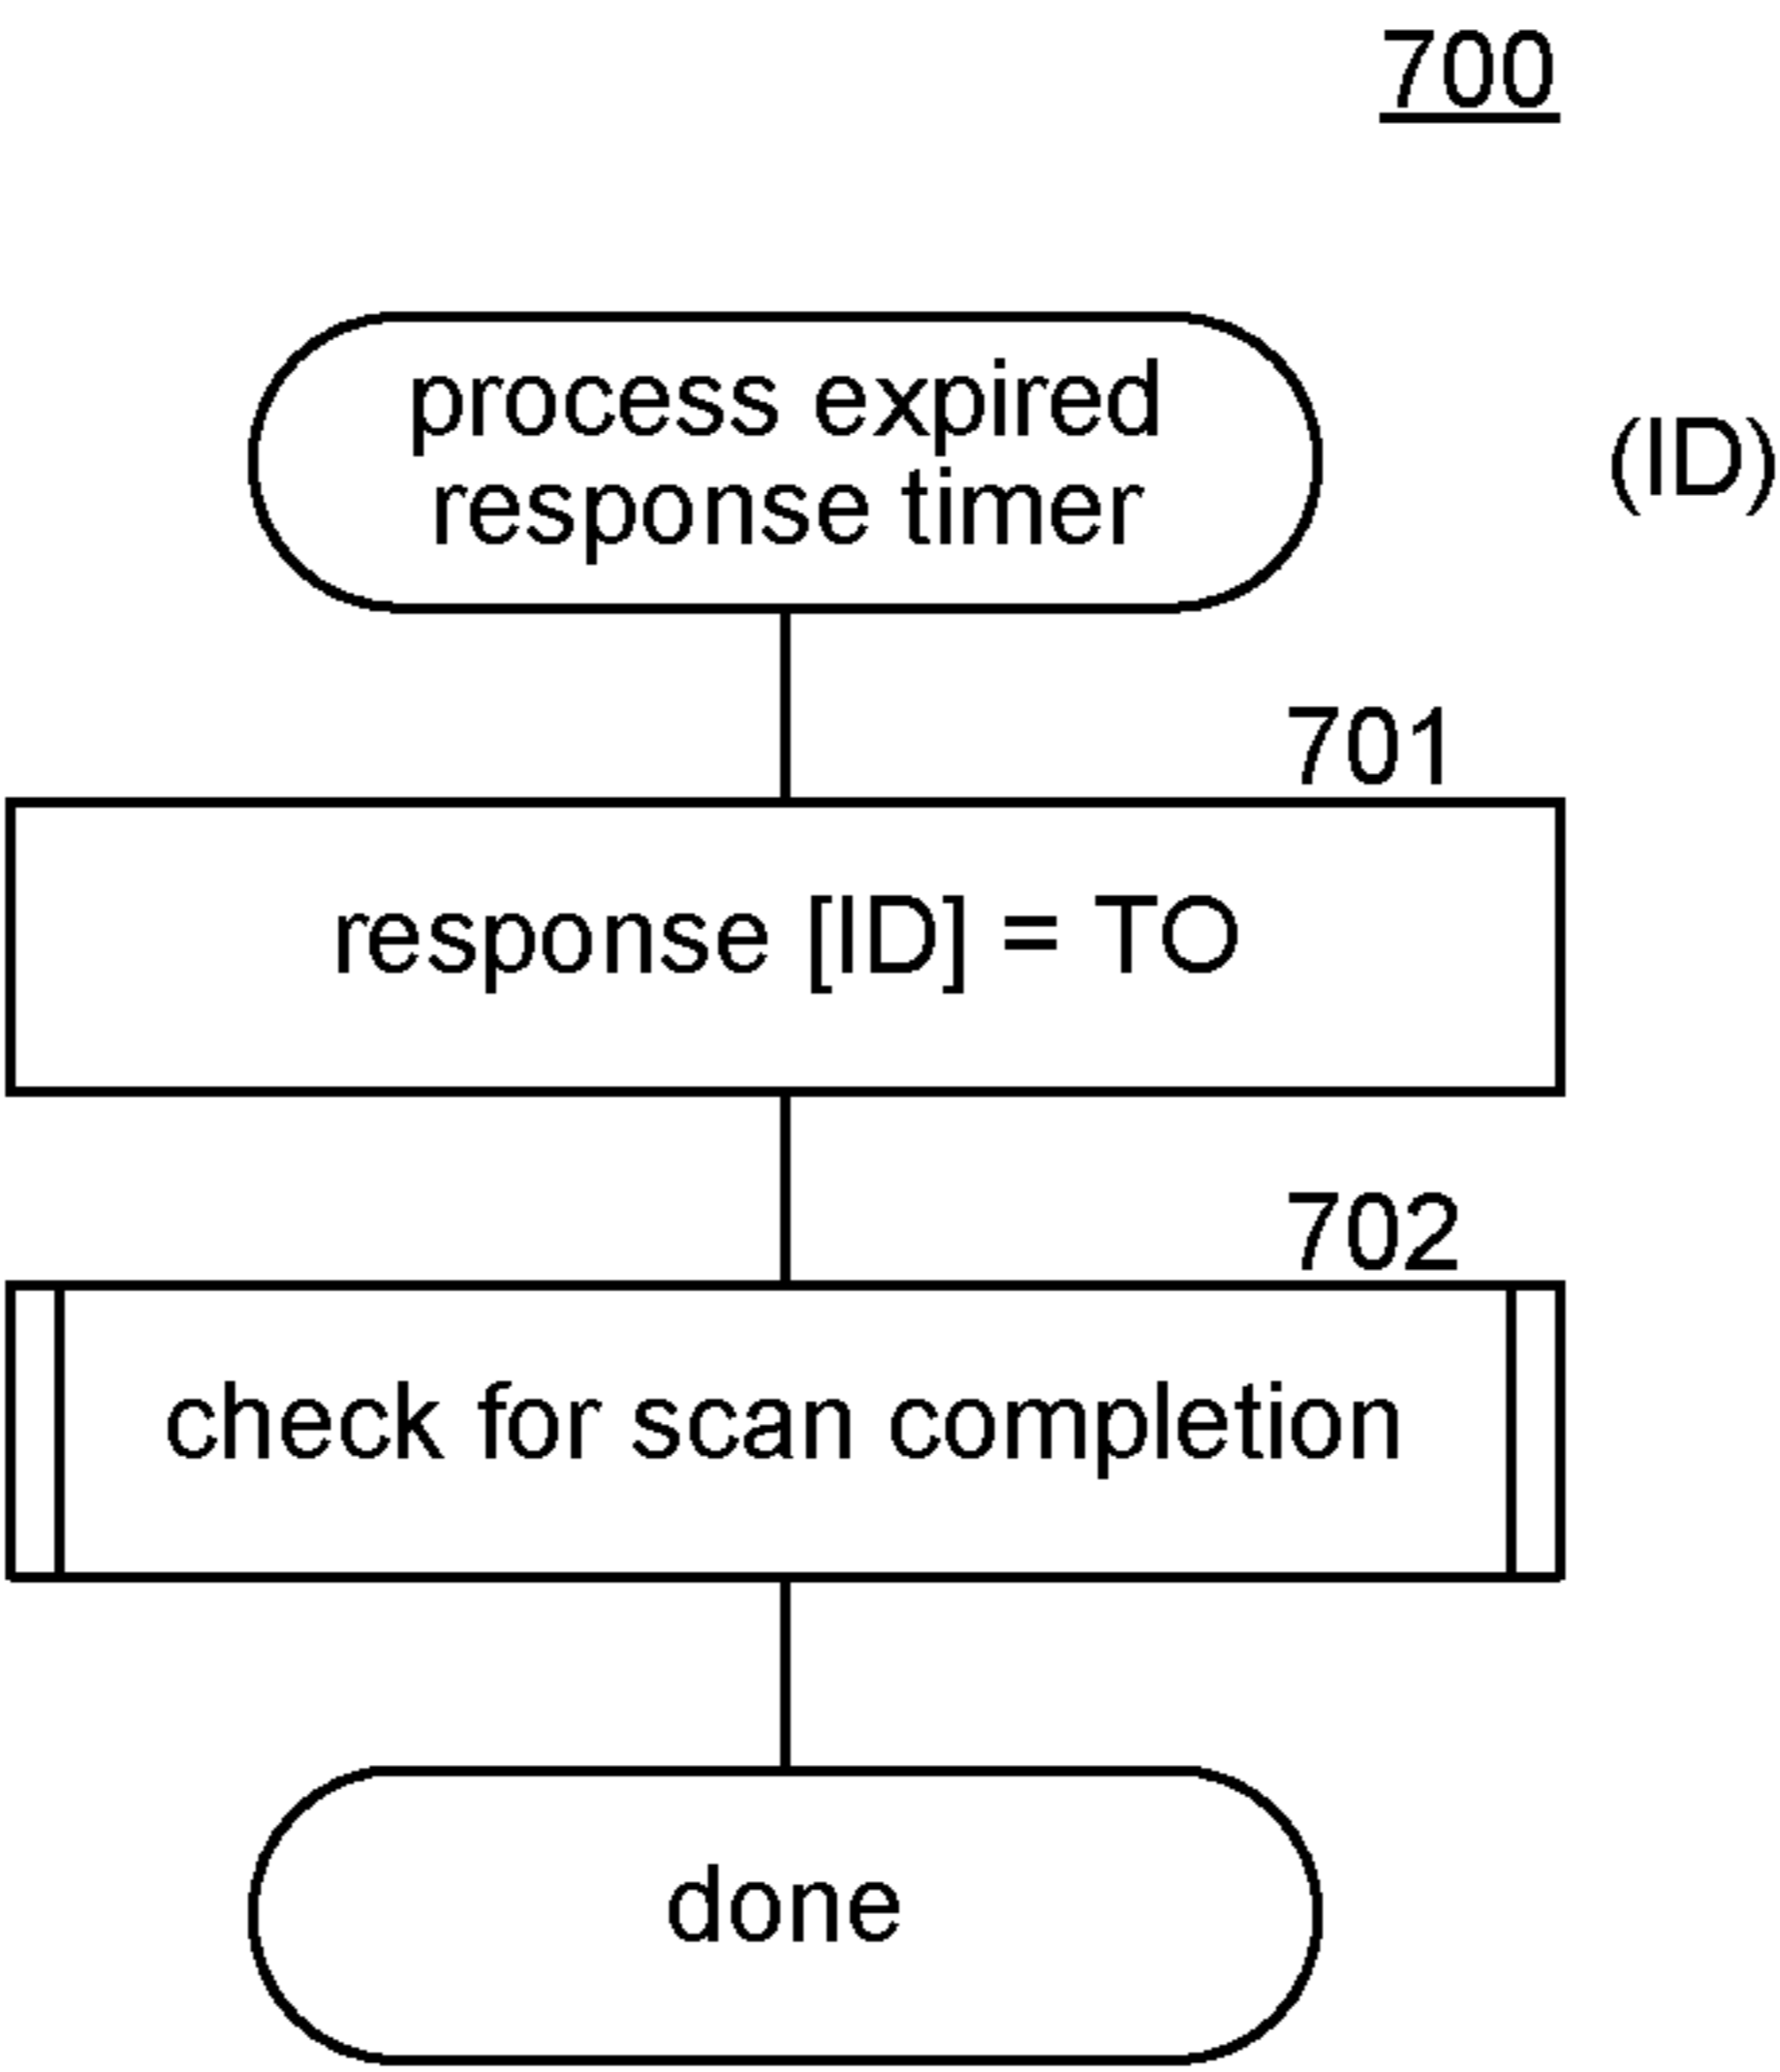 700
process expired
response timer
(ID)
701
response [ID] = TO
702
check for scan completion
done